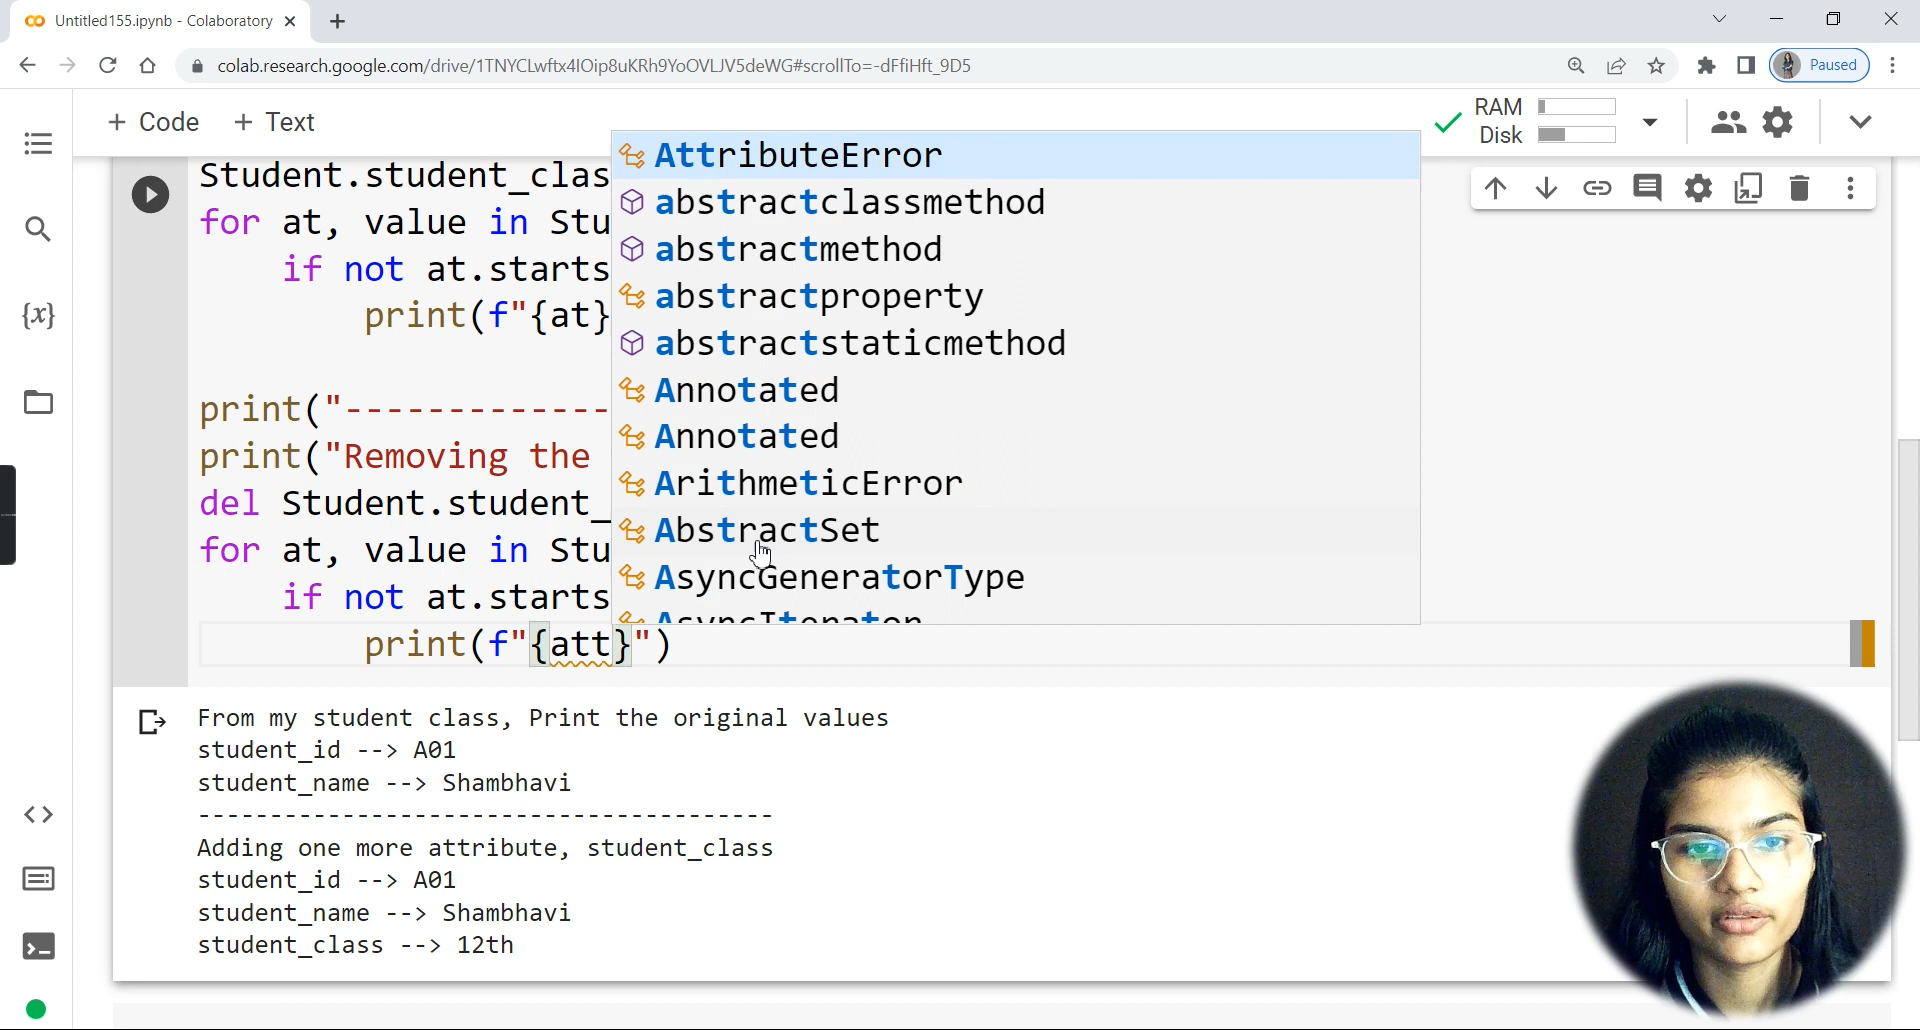 Untitled155.ipynb - Colaboratory
colab.research.google.com/drive/1TNYCLwftx4IOip8uKRh9YoOVLJV5deWG#scrollTo=-dFfiHft_9D5
Paused
+ Code + Text
RAM
Disk
Student.student_clas
for at, value in Stu
if not at.starts
print(f"{at}
print("-------------
print("Removing the
del Student.student_
for at, value in Stu
if not at.starts
print(f"{att}")
AttributeError
abstractclassmethod
abstractmethod
abstractproperty
abstractstaticmethod
Annotated
Annotated
ArithmeticError
AbstractSet
AsyncGeneratorType
AsyncIterator
{x}
From my student class, Print the original values
student_id --> A01
student_name --> Shambhavi
----------------------------------------
Adding one more attribute, student_class
student_id --> A01
student_name --> Shambhavi
student_class --> 12th